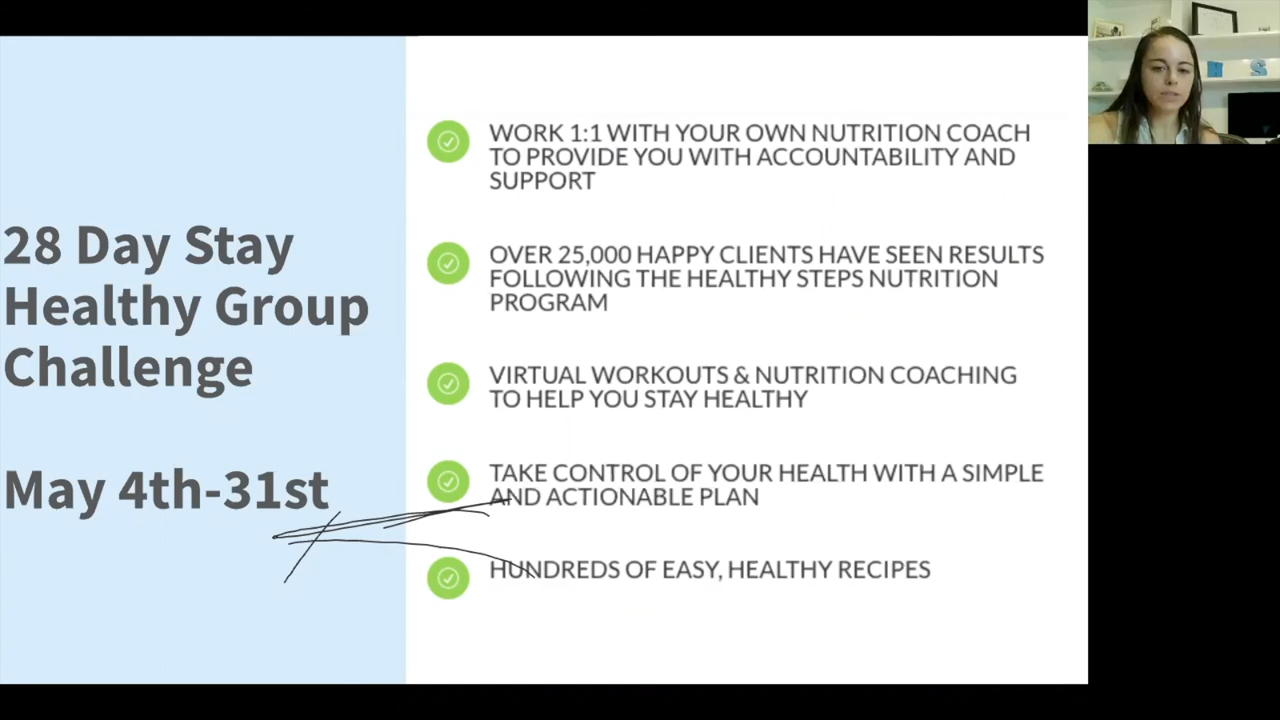 28 Day Stay
Healthy Group
Challenge
May 4th-31st
WORK 1:1 WITH YOUR OWN NUTRITION COACH
TO PROVIDE YOU WITH ACCOUNTABILITY AND
SUPPORT
OVER 25,000 HAPPY CLIENTS HAVE SEEN RESULTS
FOLLOWING THE HEALTHY STEPS NUTRITION
PROGRAM
VIRTUAL WORKOUTS & NUTRITION COACHING
TO HELP YOU STAY HEALTHY
TAKE CONTROL OF YOUR HEALTH WITH A SIMPLE
AND ACTIONABLE PLAN
HUNDREDS OF EASY, HEALTHY RECIPES
H S